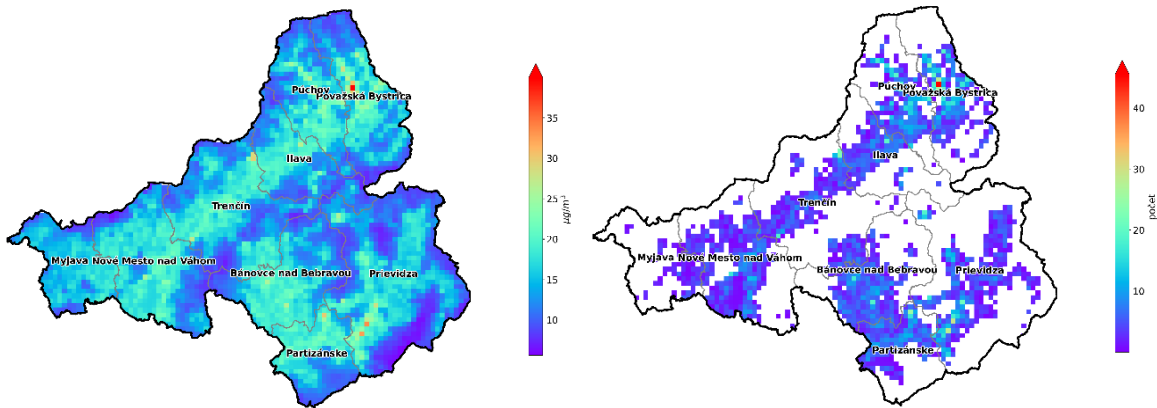 Púchov
Považská Bystrica
Ilava
Trenčín
Myjava
Nové Mesto nad Váhom
Bánovce nad Bebravou
Prievidza
Partizánske
35
30
25
20
15
10
µg/m³
Púchov
Považská Bystrica
Ilava
Trenčín
Myjava
Nové Mesto nad Váhom
Bánovce nad Bebravou
Prievidza
Partizánske
40
30
20
10
počet